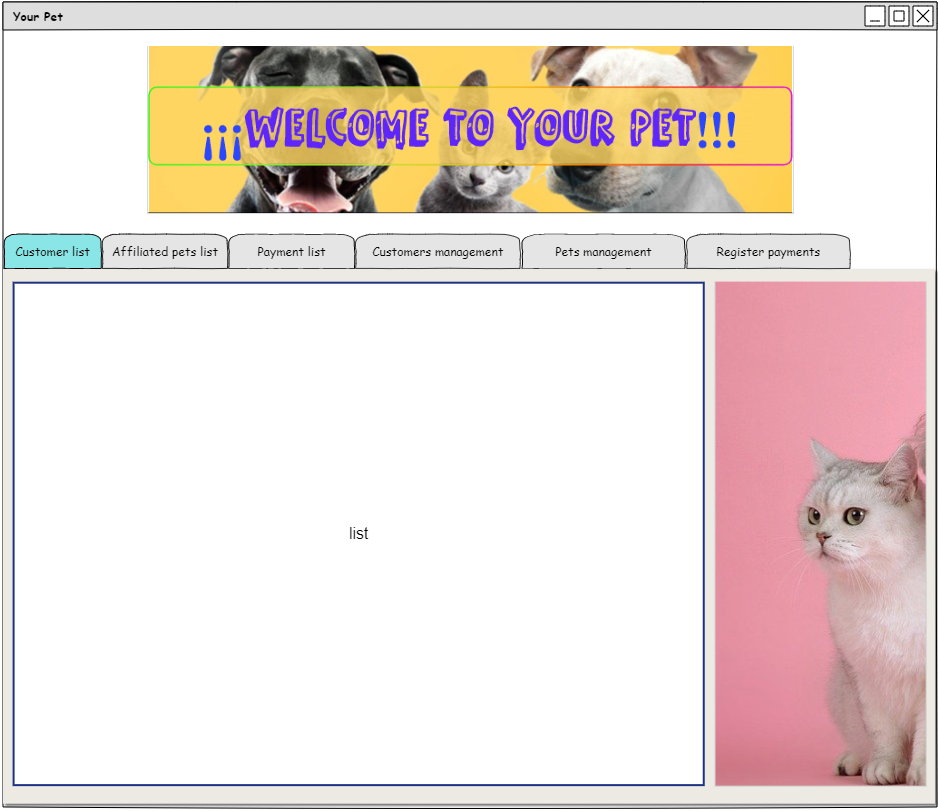 Your Pet
¡¡¡WELCOME TO YOUR PET!!!
Customer list
Affiliated pets list
Payment list
Customers management
Pets management
Register payments
list